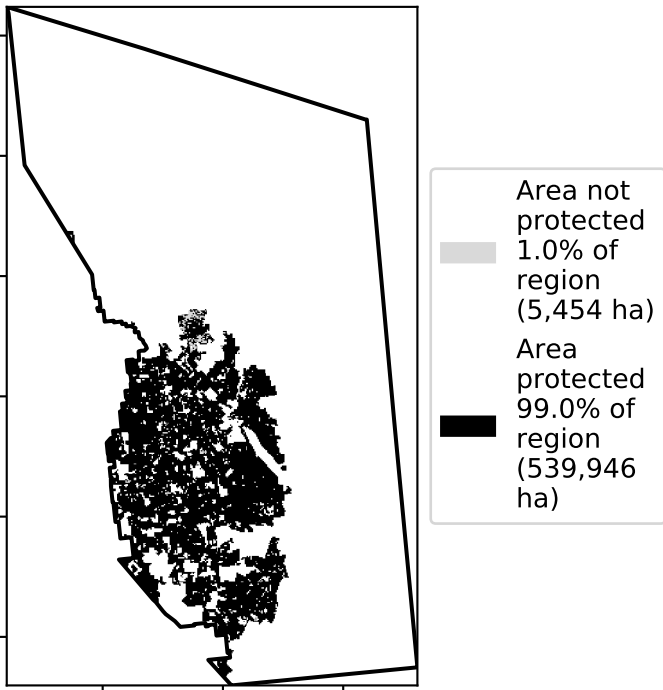 Area not
protected
1.0% of
region
(5,454 ha)
Area
protected
99.0% of
region
(539,946
ha)